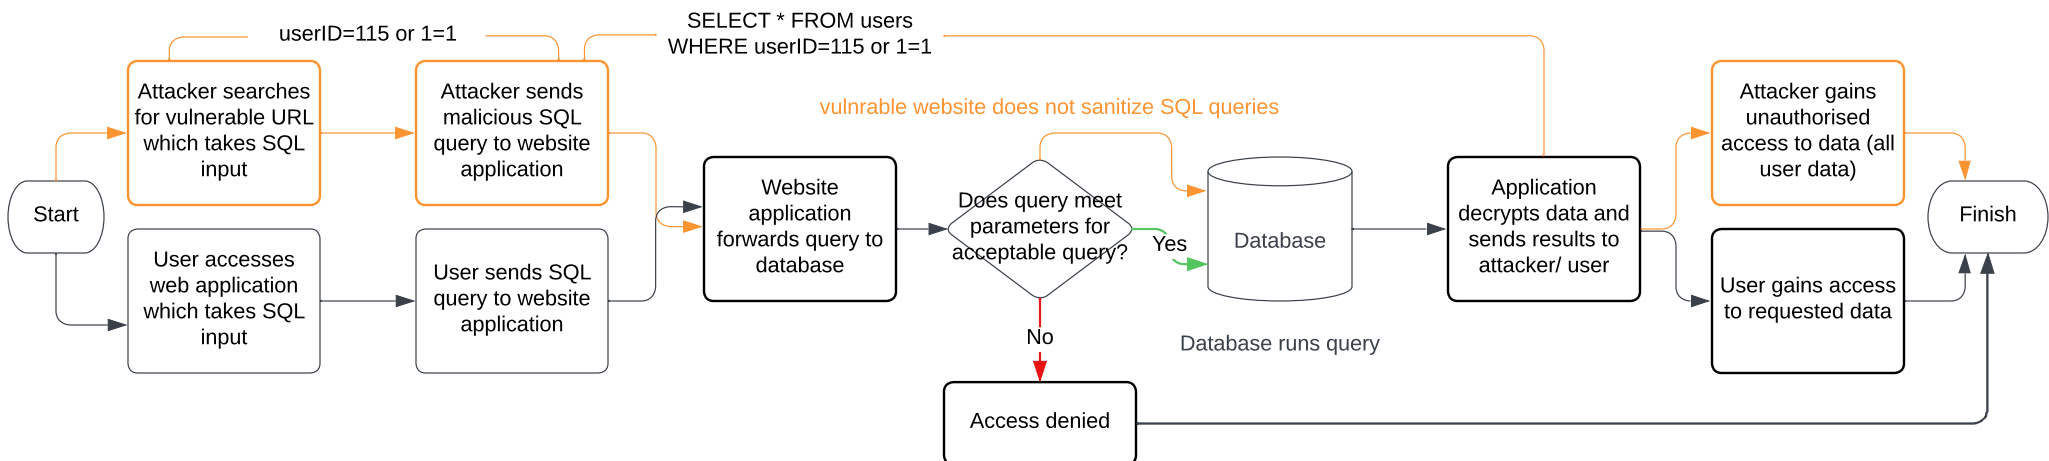 userID=115 or 1=1
SELECT * FROM users
WHERE userID=115 or 1=1
Start
Attacker searches
for vulnerable URL
which takes SQL
input
Attacker sends
malicious SQL
query to website
application
User accesses
web application
which takes SQL
input
User sends SQL
query to website
application
Website
application
forwards query to
database
vulnrable website does not sanitize SQL queries
Does query meet
parameters for
acceptable query?
Yes
No
Access denied
Database
Database runs query
Application
decrypts data and
sends results to
attacker/ user
Attacker gains
unauthorised
access to data (all
user data)
User gains access
to requested data
Finish